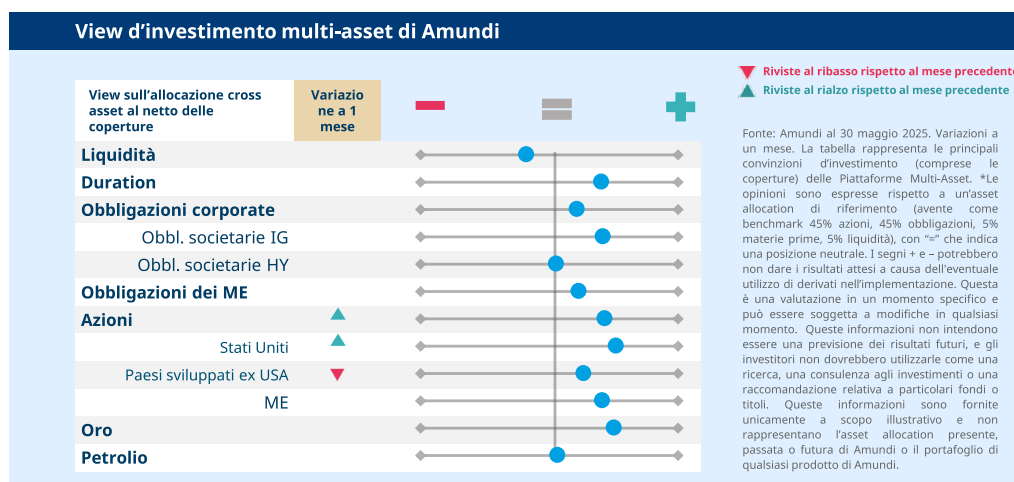 View d’investimento multi-asset di Amundi
View sull’allocazione cross
asset al netto delle
coperture
Variazio
ne a 1
mese
Liquidità
Duration
Obbligazioni corporate
Obbl. societarie IG
Obbl. societarie HY
Obbligazioni dei ME
Azioni
Stati Uniti
Paesi sviluppati ex USA
ME
Oro
Petrolio
Riviste al ribasso rispetto al mese precedente
Riviste al rialzo rispetto al mese precedente
Fonte: Amundi al 30 maggio 2025. Variazioni a
un mese. La tabella rappresenta le principali
convinzioni d’investimento (comprese le
coperture) delle Piattaforme Multi-Asset. *Le
opinioni sono espresse rispetto a un’asset
allocation di riferimento (avente come
benchmark 45% azioni, 45% obbligazioni, 5%
materie prime, 5% liquidità), con “=” che indica
una posizione neutrale. I segni + e – potrebbero
non dare i risultati attesi a causa dell'eventuale
utilizzo di derivati nell’implementazione. Questa
è una valutazione in un momento specifico e
può essere soggetta a modifiche in qualsiasi
momento. Queste informazioni non intendono
essere una previsione dei risultati futuri, e gli
investitori non dovrebbero utilizzarle come una
ricerca, una consulenza agli investimenti o una
raccomandazione relativa a particolari fondi o
titoli. Queste informazioni sono fornite
unicamente a scopo illustrativo e non
rappresentano l’asset allocation presente,
passata o futura di Amundi o il portafoglio di
qualsiasi prodotto di Amundi.